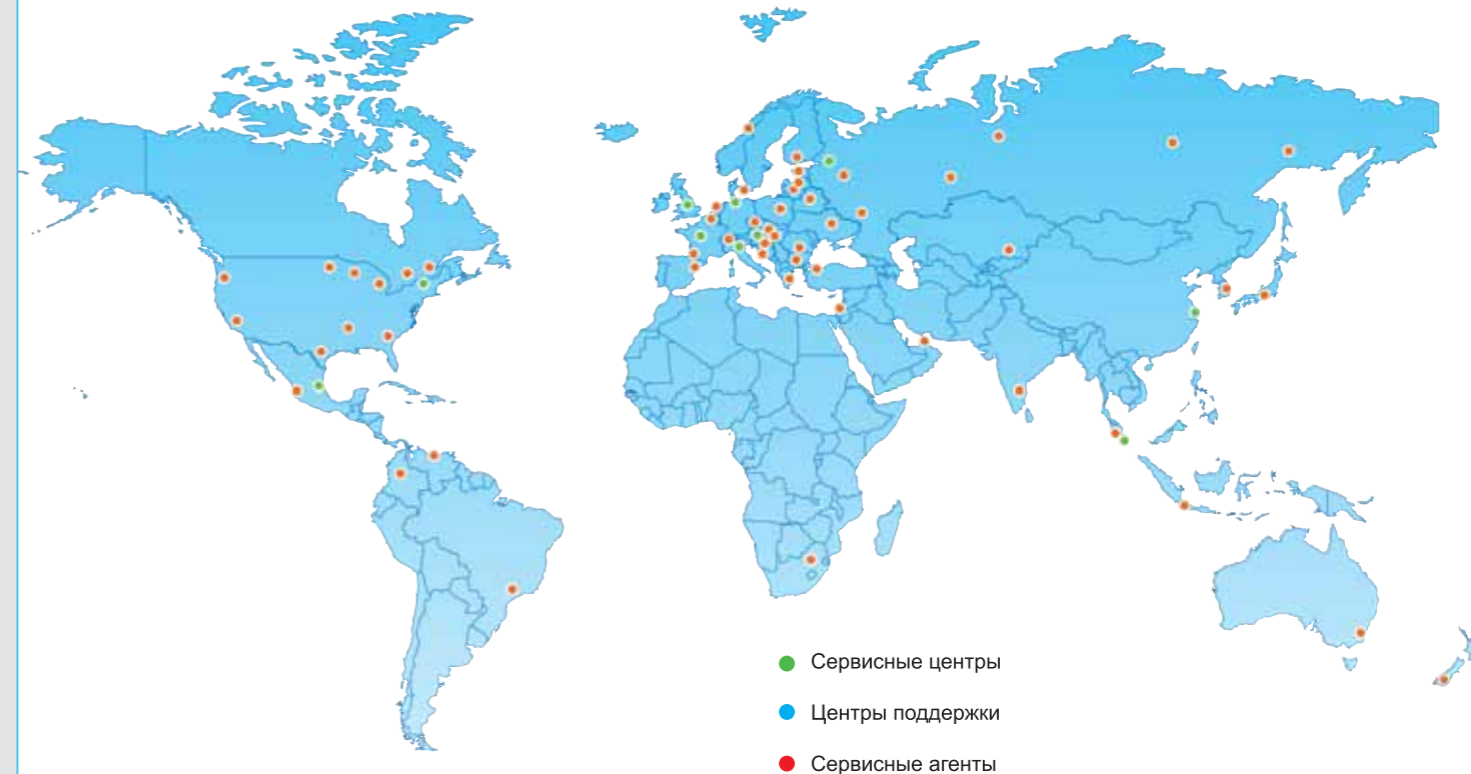 Сервисные центры
Центры поддержки
Сервисные агенты